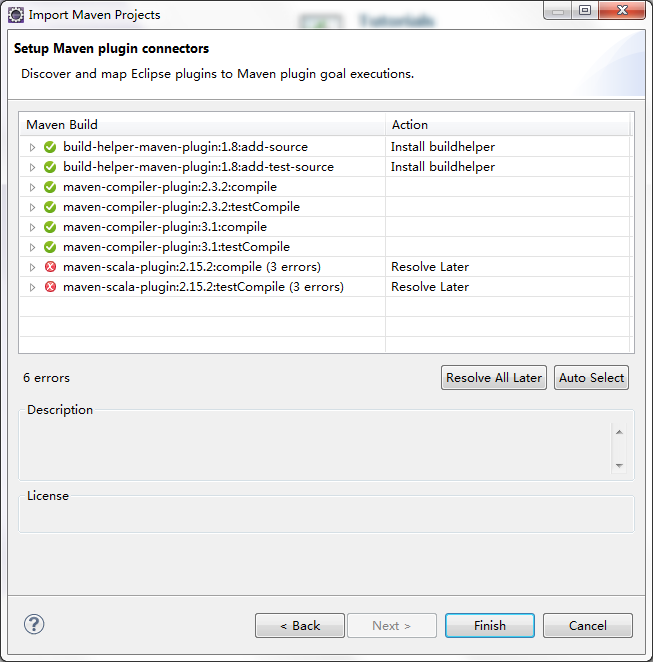 Import Maven Projects
Tutorials
Setup Maven plugin connectors
Discover and map Eclipse plugins to Maven plugin goal executions.
Maven Build Action
build-helper-maven-plugin:1.8:add-source Install buildhelper
build-helper-maven-plugin:1.8:add-test-source Install buildhelper
maven-compiler-plugin:2.3.2:compile
maven-compiler-plugin:2.3.2:testCompile
maven-compiler-plugin:3.1:compile
maven-compiler-plugin:3.1:testCompile
maven-scala-plugin:2.15.2:compile (3 errors) Resolve Later
maven-scala-plugin:2.15.2:testCompile (3 errors) Resolve Later
6 errors Resolve All Later Auto Select
Description
License
? < Back Next > Finish Cancel